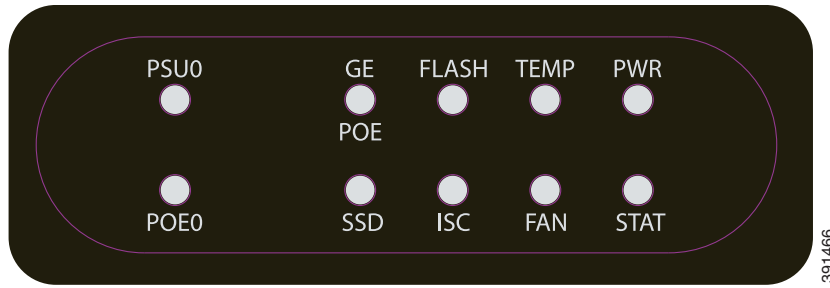 PSU0 GE FLASH TEMP PWR
POE
POE0 SSD ISC FAN STAT
391466